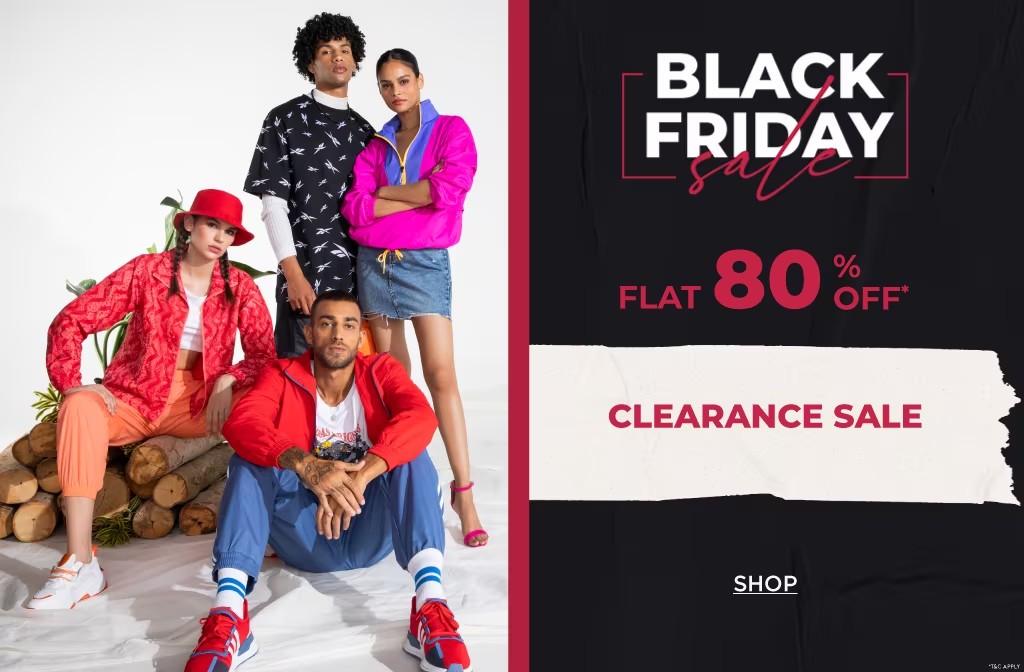 BLACK
FRIDAY
sale
FLAT 80% OFF*
CLEARANCE SALE
SHOP
*T&C APPLY